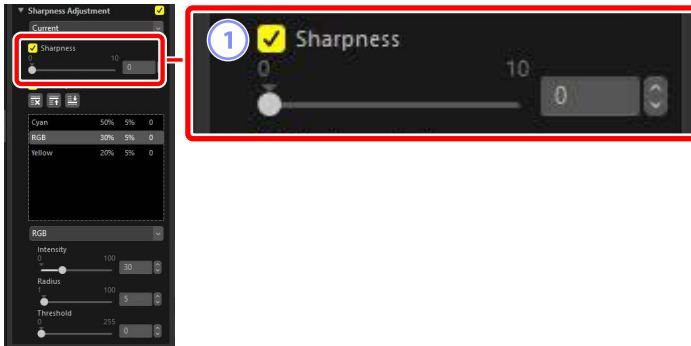 Sharpness Adjustment
Current
Sharpness
0 10
0
Cyan 50% 5% 0
RGB 30% 5% 0
Yellow 20% 5% 0
RGB
Intensity
0 100
30
Radius
1 100
5
Threshold
0 255
0
1 Sharpness
0 10
0